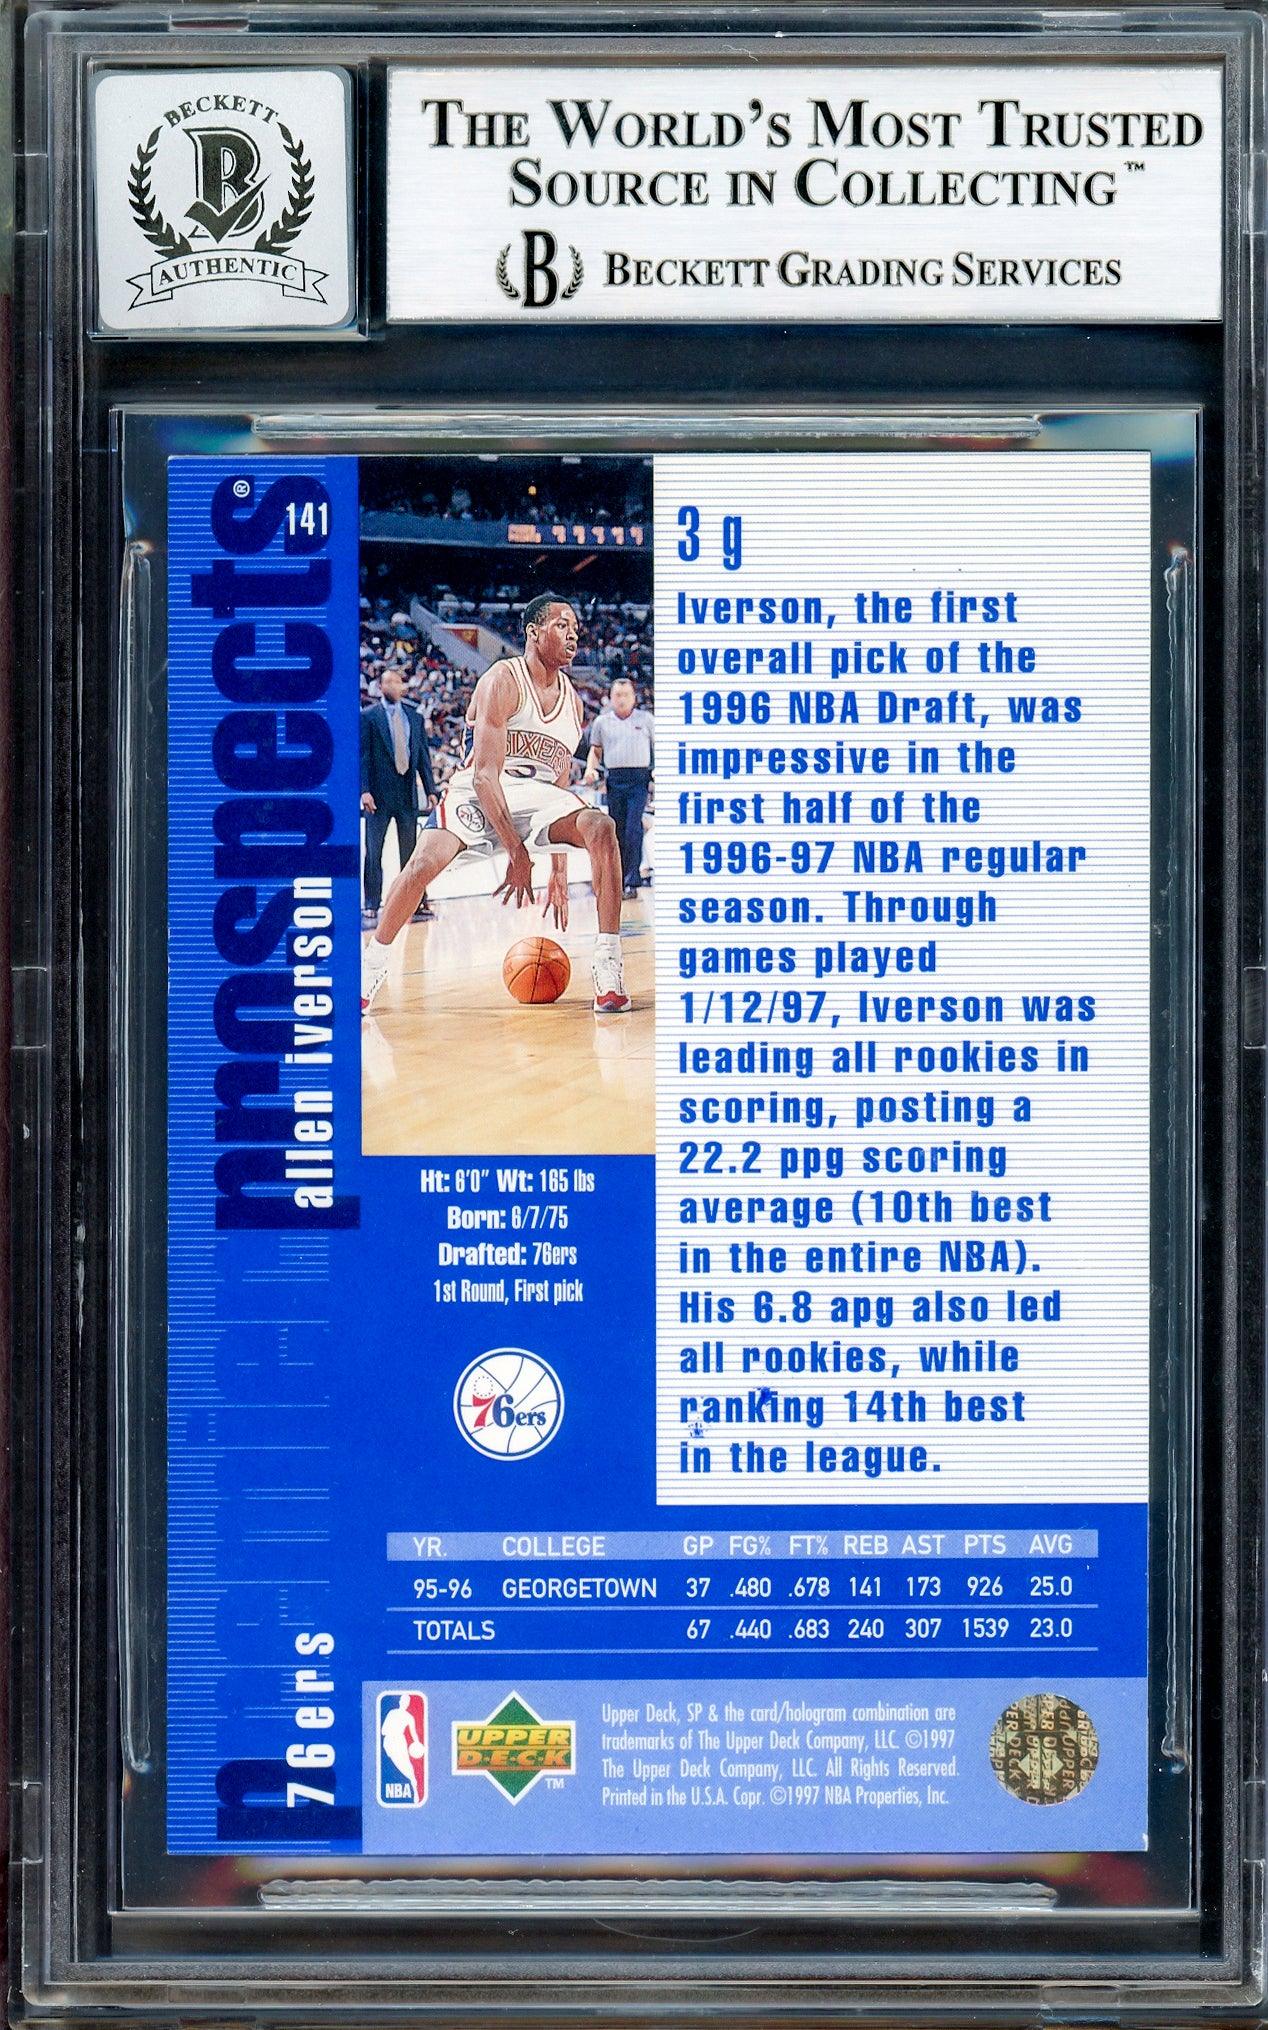 BECKETT
B
AUTHENTIC
THE WORLD'S MOST TRUSTED
SOURCE IN COLLECTING™
B BECKETT GRADING SERVICES
141
prospects®
allen iverson
76ers
SIXERS
3 g
Iverson, the first
overall pick of the
1996 NBA Draft, was
impressive in the
first half of the
1996-97 NBA regular
season. Through
games played
1/12/97, Iverson was
leading all rookies in
scoring, posting a
22.2 ppg scoring
average (10th best
in the entire NBA).
His 6.8 apg also led
all rookies, while
ranking 14th best
in the league.
Ht: 6'0" Wt: 165 lbs
Born: 6/7/75
Drafted: 76ers
1st Round, First pick
76ers
YR. COLLEGE GP FG% FT% REB AST PTS AVG
95-96 GEORGETOWN 37 .480 .678 141 173 926 25.0
TOTALS 67 .440 .683 240 307 1539 23.0
NBA
UPPER
DECK™
Upper Deck, SP & the card/hologram combination are
trademarks of The Upper Deck Company, LLC. ©1997
The Upper Deck Company, LLC. All Rights Reserved.
Printed in the U.S.A. Copr. ©1997 NBA Properties, Inc.